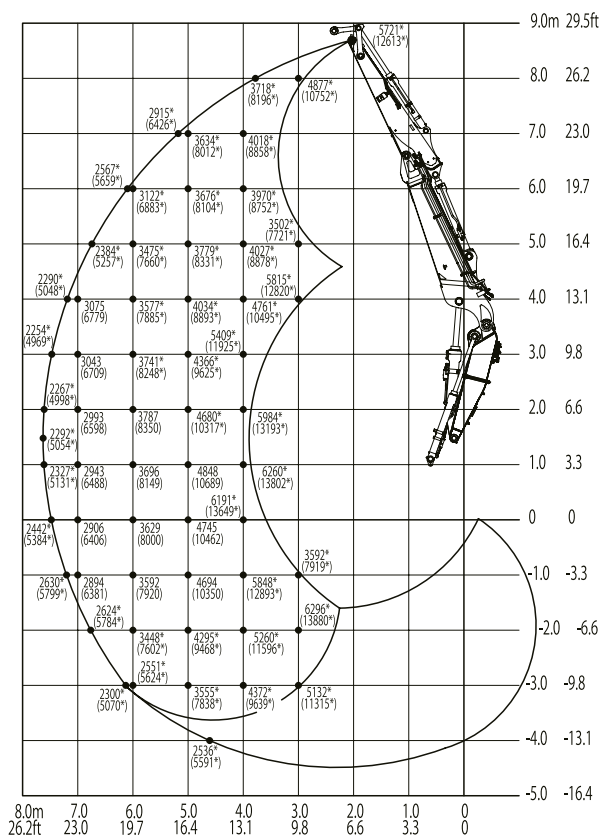 5721* 9.0m 29.5ft
(12613*)
3718* 4877* 8.0 26.2
(8196*) (10752*)
2915*
(6426*)
3634* 4018* 7.0 23.0
(8012*) (8858*)
2567*
(5659*)
3122* 3676* 3970* 6.0 19.7
(6883*) (8104*) (8752*)
3502*
(7721*)
2384* 3475* 3779* 4027* 5.0 16.4
(5257*) (7660*) (8331*) (8878*)
2290* 5815*
(5048*) (12820*)
3075 3577* 4034* 4761* 4.0 13.1
6779 (7885*) (8893*) (10495*)
2254* 5409*
(4969*) (11925*)
3043 3741* 4366* 3.0 9.8
(6709) (8248*) (9625*)
2267*
(4998*)
2993 3787 4680* 5984* 2.0 6.6
(6598) 8350 (10317*) (13193*)
2292*
(5054*)
2327* 2943 3696 4848 6260* 1.0 3.3
(5131*) (6488) (8149) (10689) (13802*)
6191*
(13649*)
2442* 2906 3629 4745 0 0
(5384*) (6406) (8000) 10462
3592*
(7919*)
2630* 2894 3592 4694 5848* -1.0 -3.3
(5799*) (6381) (7920) (10350) (12893*)
2624* 6296*
(5784*) (13880*)
3448* 4295* 5260* -2.0 -6.6
(7602*) (9468*) (11596*)
2551*
(5624*)
2300* 3555* 4372* 5132* -3.0 -9.8
(5070*) (7838*) (9639*) (11315*)
2536* -4.0 -13.1
(5591*)
-5.0 -16.4
8.0m 7.0 6.0 5.0 4.0 3.0 2.0 1.0 0
26.2ft 23.0 19.7 16.4 13.1 9.8 6.6 3.3 0